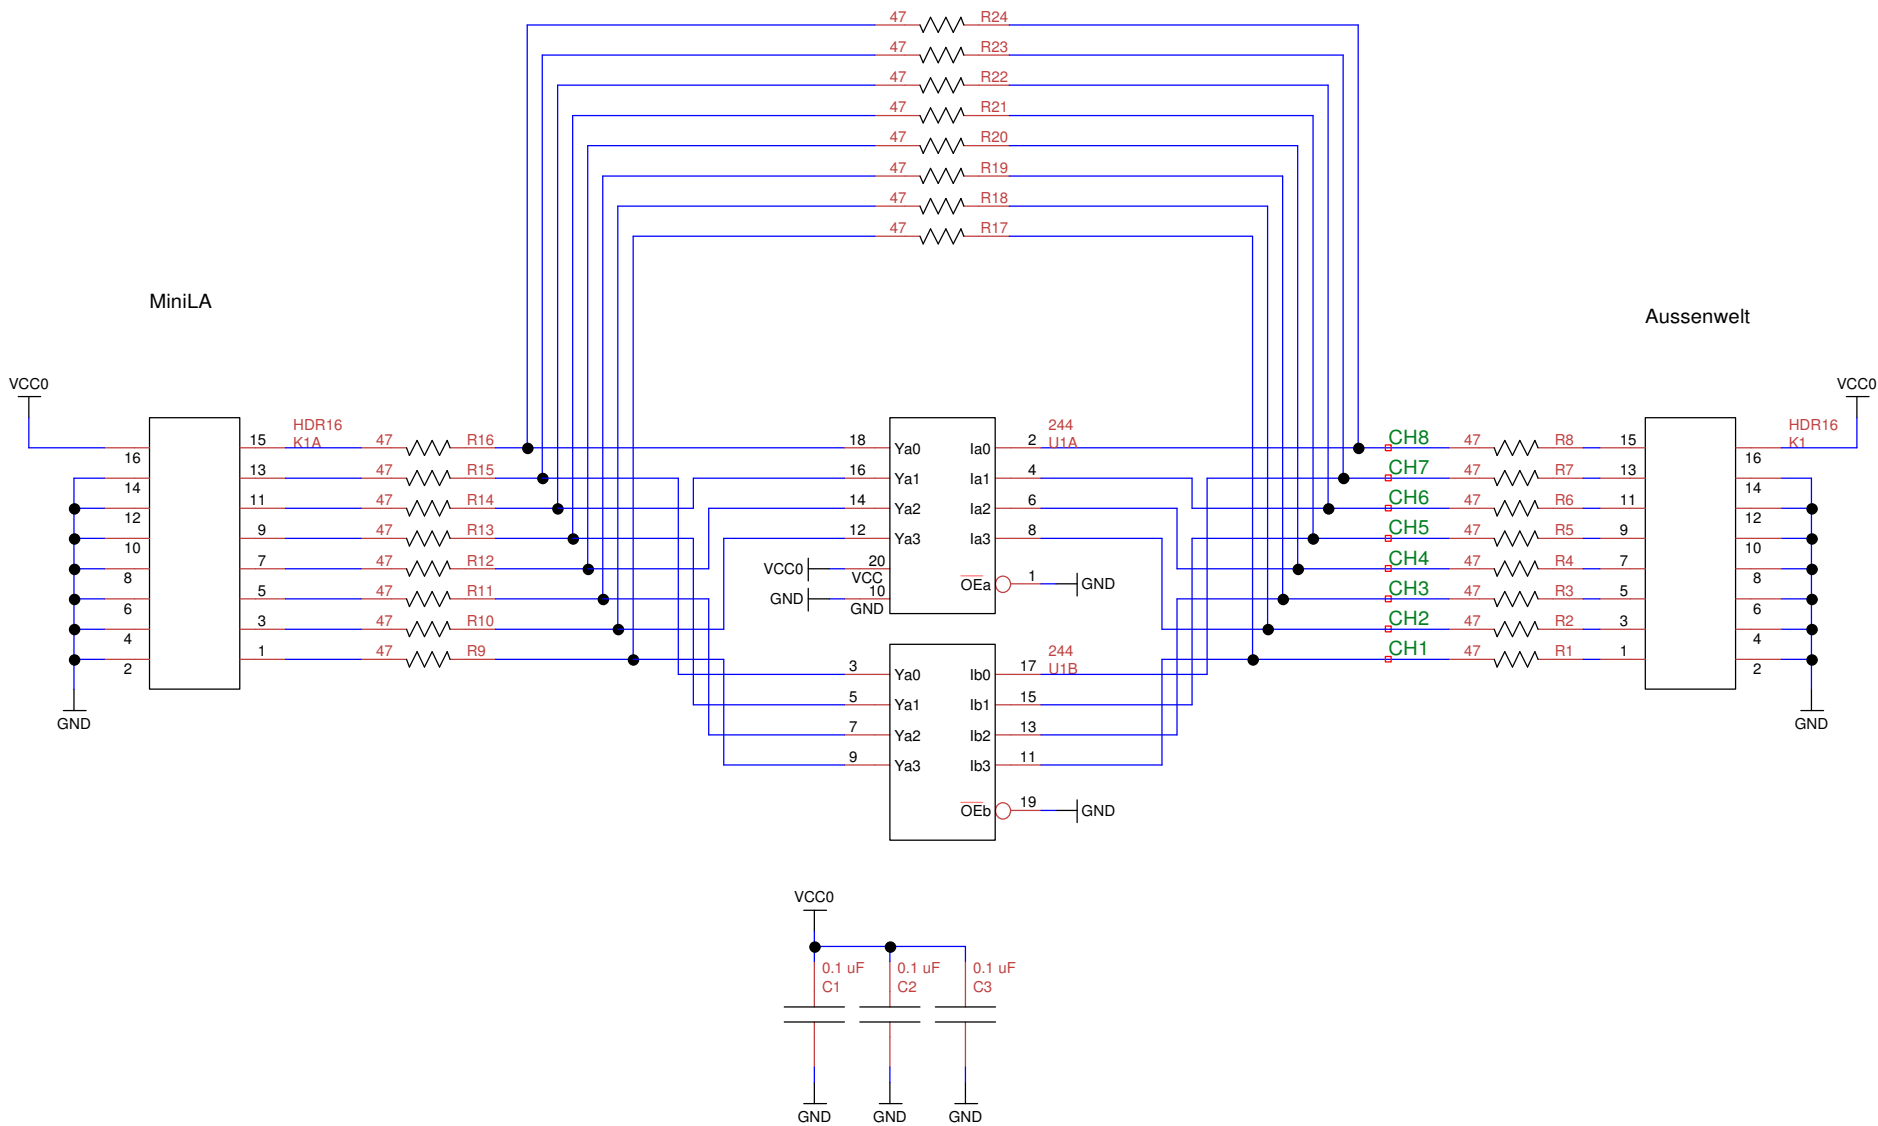 47 R24
47 R23
47 R22
47 R21
47 R20
47 R19
47 R18
47 R17
MiniLA
Aussenwelt
VCC0
VCC0
HDR16
K1A
244
U1A
HDR16
K1
16 15 47 R16 18 Ya0 Ia0 2 CH8 47 R8 15 16
14 13 47 R15 16 Ya1 Ia1 4 CH7 47 R7 13 14
12 11 47 R14 14 Ya2 Ia2 6 CH6 47 R6 11 12
10 9 47 R13 12 Ya3 Ia3 8 CH5 47 R5 9 10
8 7 47 R12 VCC0 20 CH4 47 R4 7 8
VCC OEa 1 GND
6 5 47 R11 GND 10 CH3 47 R3 5 6
GND
4 3 47 R10 CH2 47 R2 3 4
2 1 47 R9 CH1 47 R1 1 2
244
U1B
3 Ya0 Ib0 17
5 Ya1 Ib1 15
GND
GND
7 Ya2 Ib2 13
9 Ya3 Ib3 11
OEb 19 GND
VCC0
0.1 uF 0.1 uF 0.1 uF
C1 C2 C3
GND GND GND